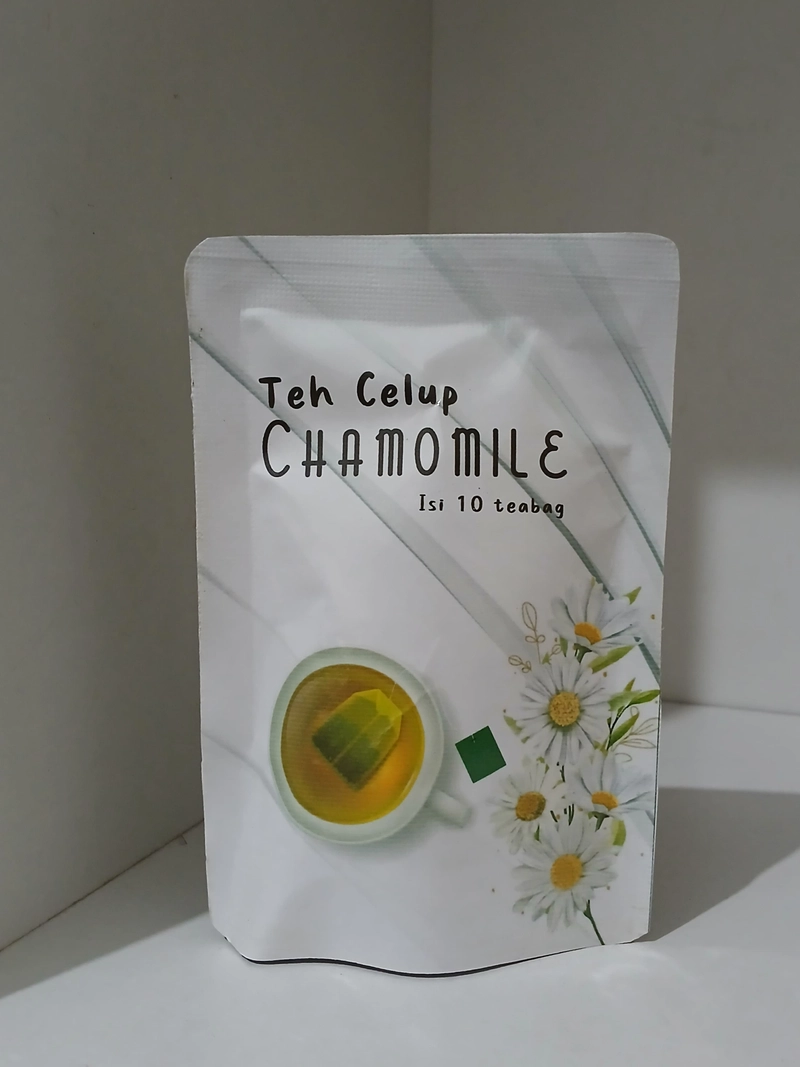 Teh Celup
CHAMOMILE
Isi 10 teabag